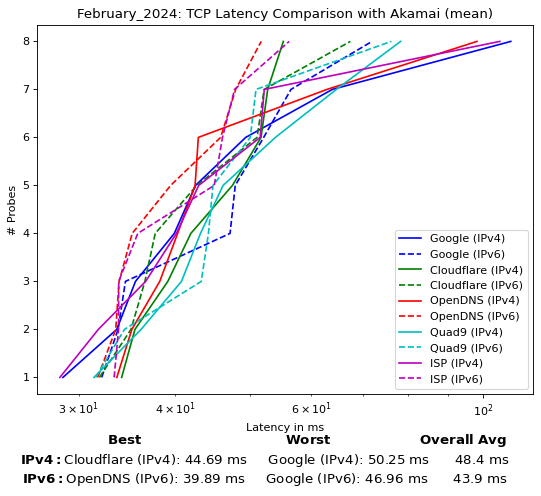 February_2024: TCP Latency Comparison with Akamai (mean)
# Probes
8
7
6
5
4
3
2
1
Google (IPv4)
Google (IPv6)
Cloudflare (IPv4)
Cloudflare (IPv6)
OpenDNS (IPv4)
OpenDNS (IPv6)
Quad9 (IPv4)
Quad9 (IPv6)
ISP (IPv4)
ISP (IPv6)
3 × 10¹ 4 × 10¹ 6 × 10¹ 10²
Latency in ms
Best Worst Overall Avg
IPv4: Cloudflare (IPv4): 44.69 ms Google (IPv4): 50.25 ms 48.4 ms
IPv6: OpenDNS (IPv6): 39.89 ms Google (IPv6): 46.96 ms 43.9 ms